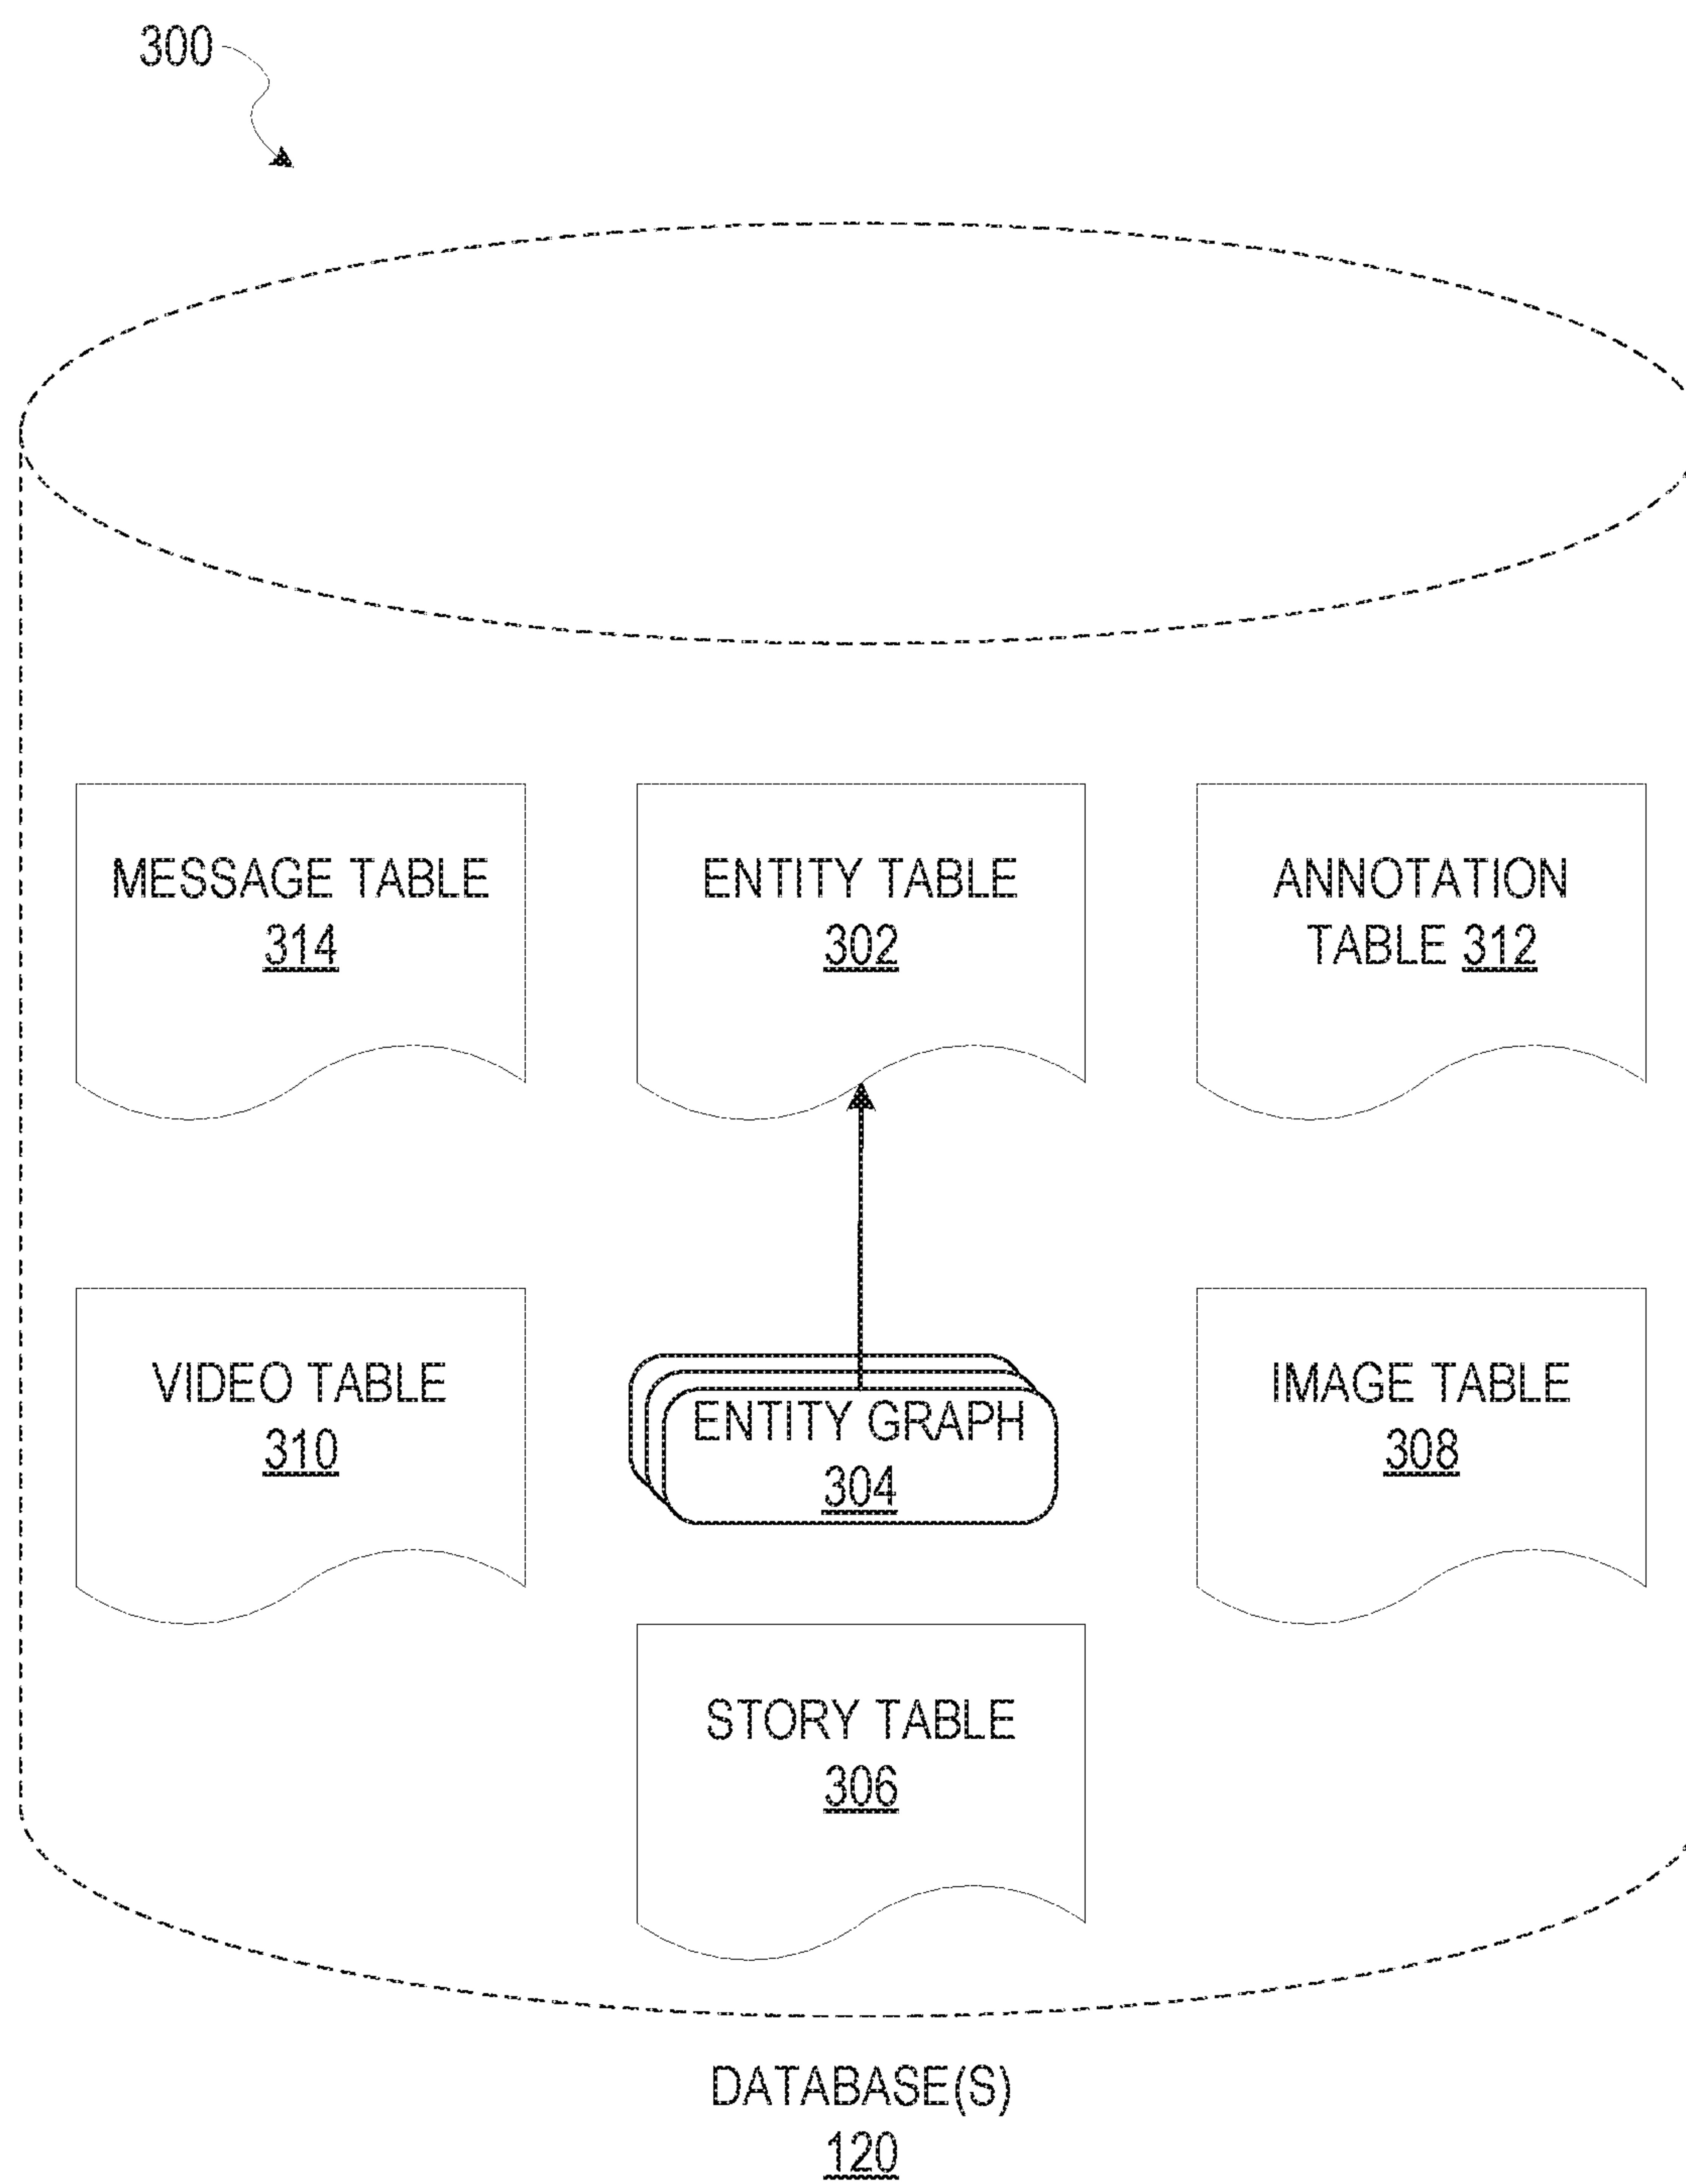 300
MESSAGE TABLE
314
ENTITY TABLE
302
ANNOTATION
TABLE 312
VIDEO TABLE
310
ENTITY GRAPH
304
IMAGE TABLE
308
STORY TABLE
306
DATABASE(S)
120